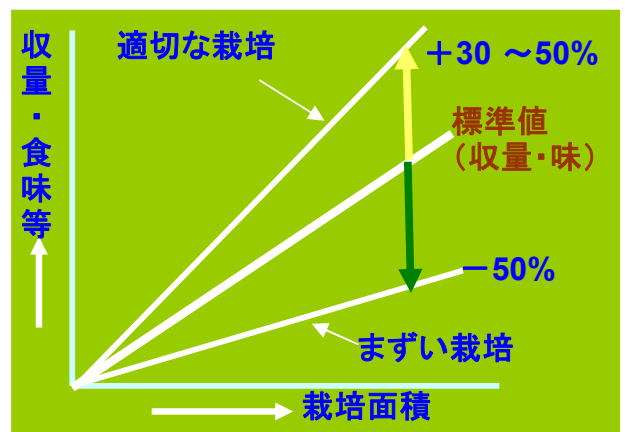 収量・食味等
適切な栽培
＋30 ～50%
標準値
（収量・味）
－50%
まずい栽培
栽培面積